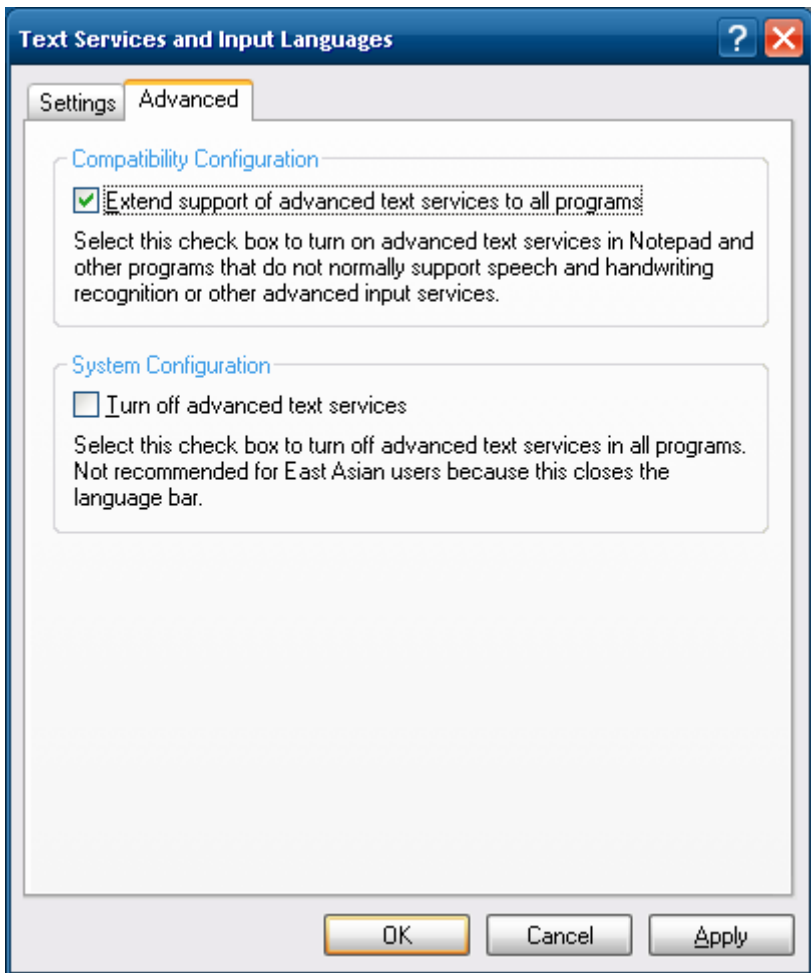 Text Services and Input Languages
?
Settings
Advanced
Compatibility Configuration
Extend support of advanced text services to all programs
Select this check box to turn on advanced text services in Notepad and
other programs that do not normally support speech and handwriting
recognition or other advanced input services.
System Configuration
Turn off advanced text services
Select this check box to turn off advanced text services in all programs.
Not recommended for East Asian users because this closes the
language bar.
OK
Cancel
Apply